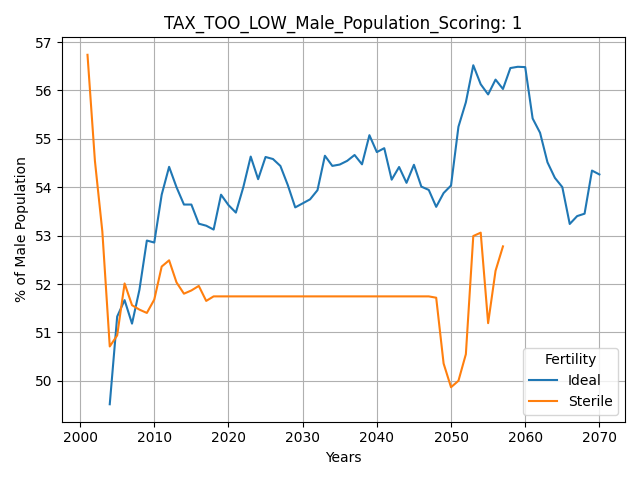 TAX_TOO_LOW_Male_Population_Scoring: 1
57
56
55
54
53
52
51
50
% of Male Population
Fertility
Ideal
Sterile
2000 2010 2020 2030 2040 2050 2060 2070
Years